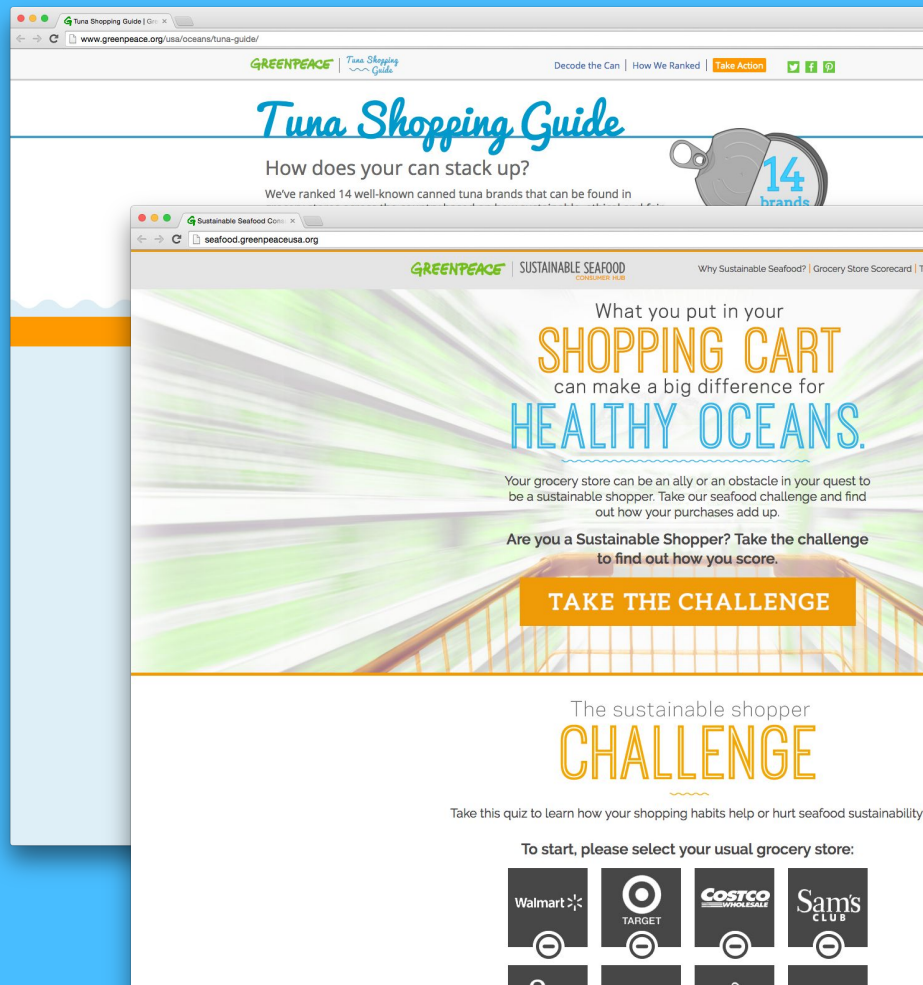 Tuna Shopping Guide | Gre
www.greenpeace.org/usa/oceans/tuna-guide/
GREENPEACE | Tuna Shopping Guide
Decode the Can | How We Ranked | Take Action
Tuna Shopping Guide
How does your can stack up?
We've ranked 14 well-known canned tuna brands that can be found in
14
brands
Sustainable Seafood Cons
seafood.greenpeaceusa.org
GREENPEACE | SUSTAINABLE SEAFOOD
CONSUMER HUB
Why Sustainable Seafood? | Grocery Store Scorecard | T
What you put in your
SHOPPING CART
can make a big difference for
HEALTHY OCEANS.
Your grocery store can be an ally or an obstacle in your quest to
be a sustainable shopper. Take our seafood challenge and find
out how your purchases add up.
Are you a Sustainable Shopper? Take the challenge
to find out how you score.
TAKE THE CHALLENGE
The sustainable shopper
CHALLENGE
Take this quiz to learn how your shopping habits help or hurt seafood sustainability
To start, please select your usual grocery store:
Walmart
TARGET
COSTCO
WHOLESALE
Sam's
CLUB